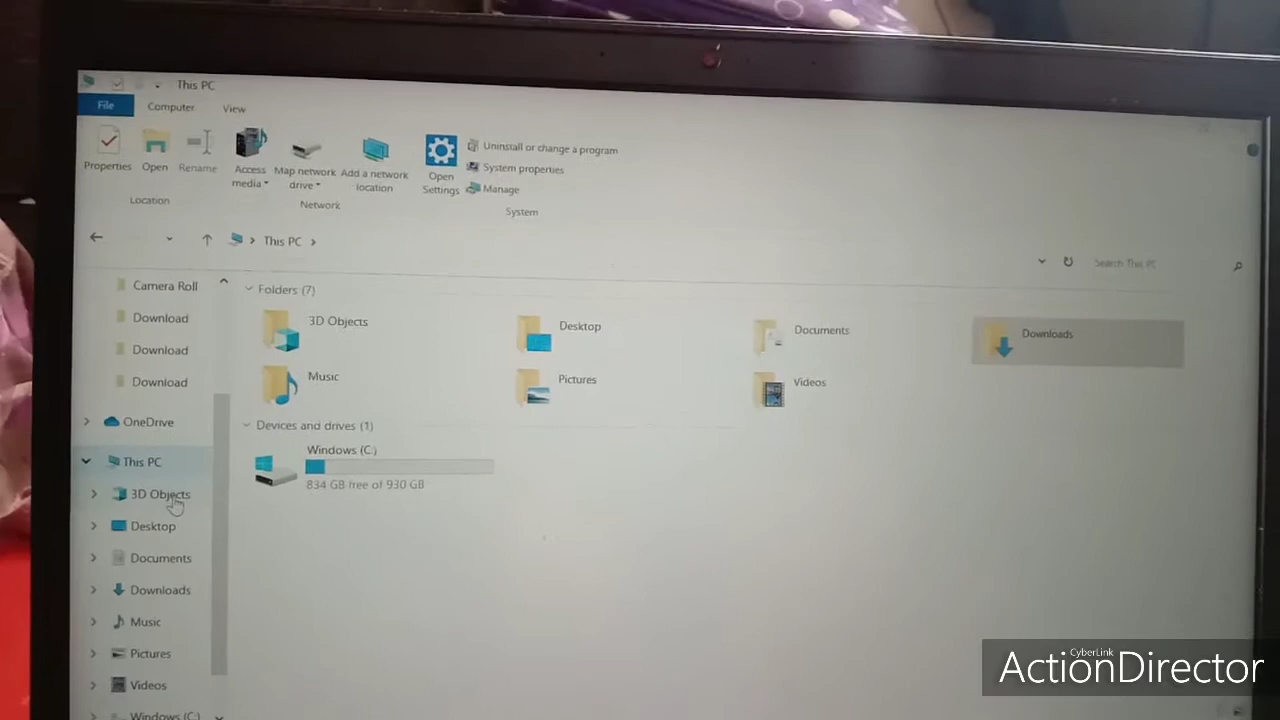 This PC
File Computer View
Properties Open Rename Access media Map network drive Add a network location Open Settings Uninstall or change a program
System properties
Manage
Location Network System
This PC Search This PC
Camera Roll
Download
Download
Download
OneDrive
This PC
3D Objects
Desktop
Documents
Downloads
Music
Pictures
Videos
Windows (C:)
Folders (7)
3D Objects Desktop Documents Downloads
Music Pictures Videos
Devices and drives (1)
Windows (C:)
834 GB free of 930 GB
CyberLink
ActionDirector